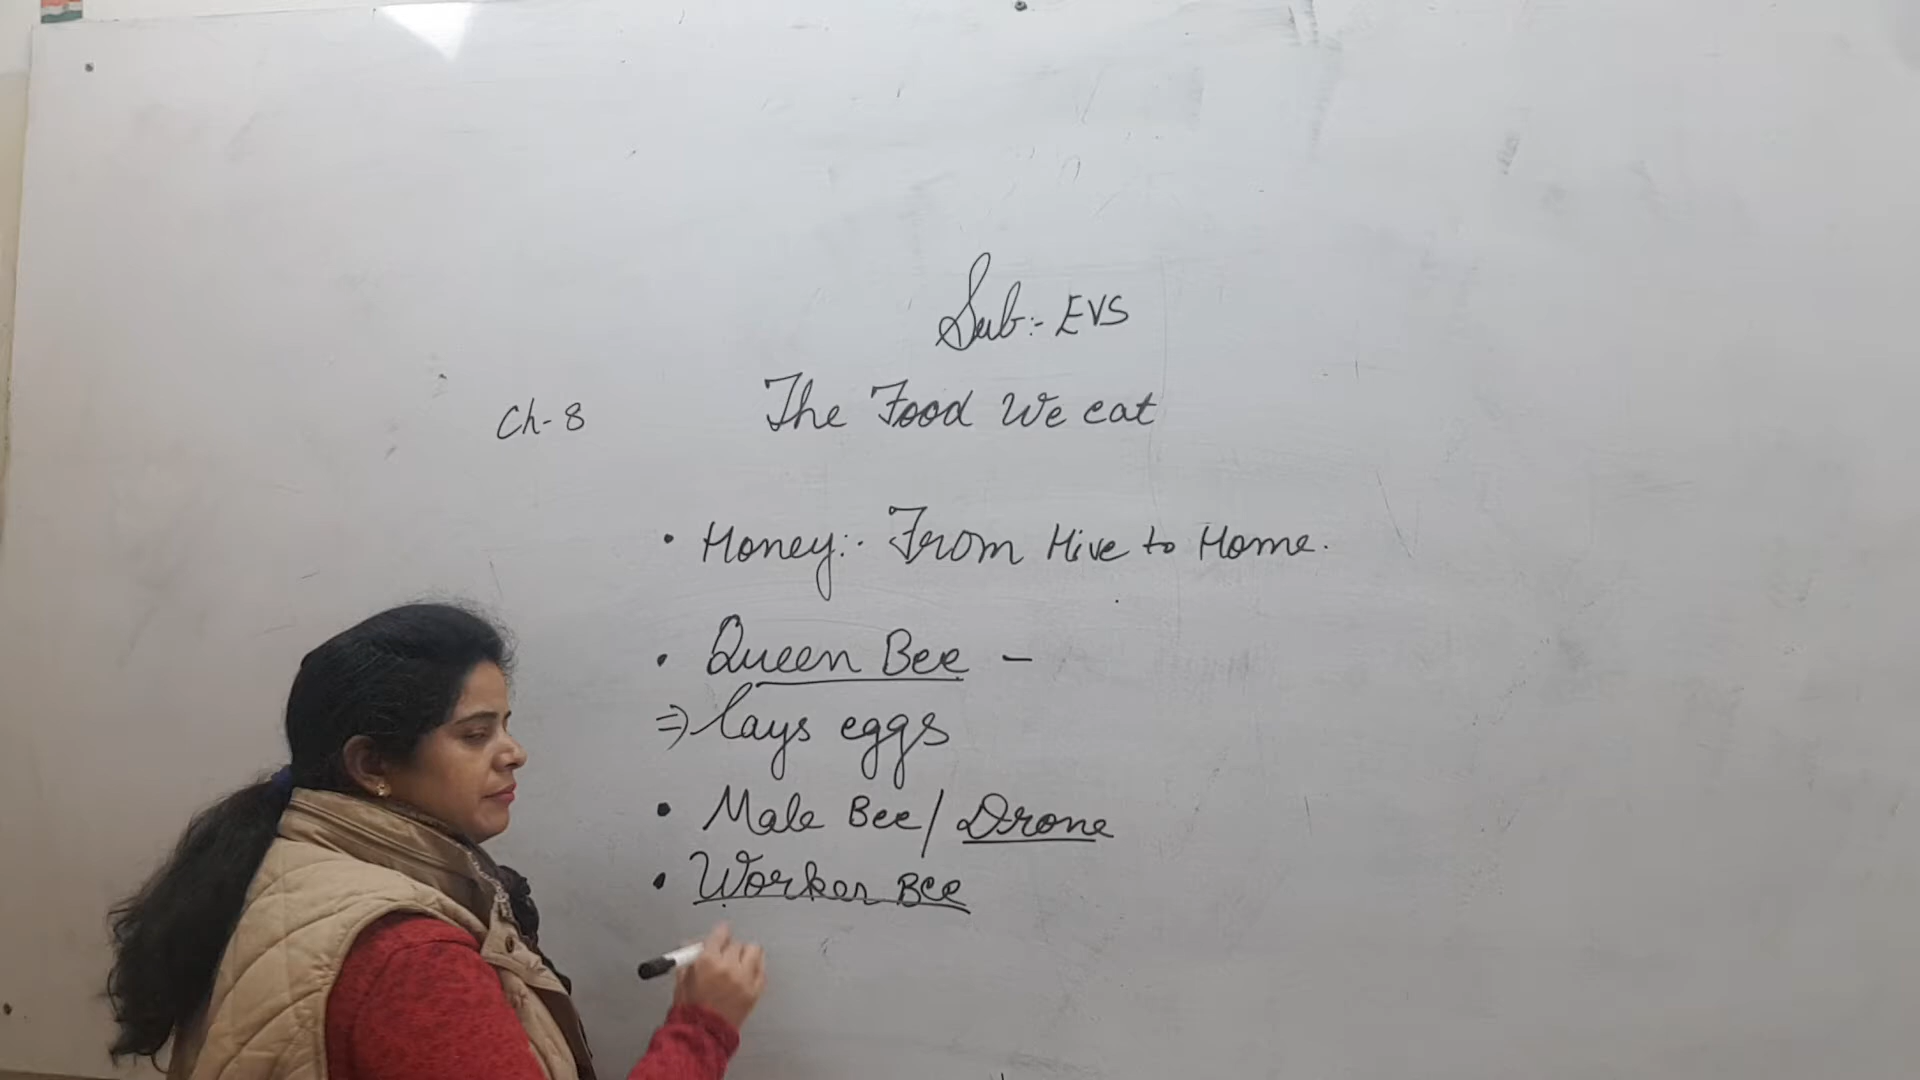 Sub:- EVS
Ch-8 The Food We eat
• Honey:- From Hive to Home.
• Queen Bee -
⇒ lays eggs
• Male Bee/Drone
• Worker Bee